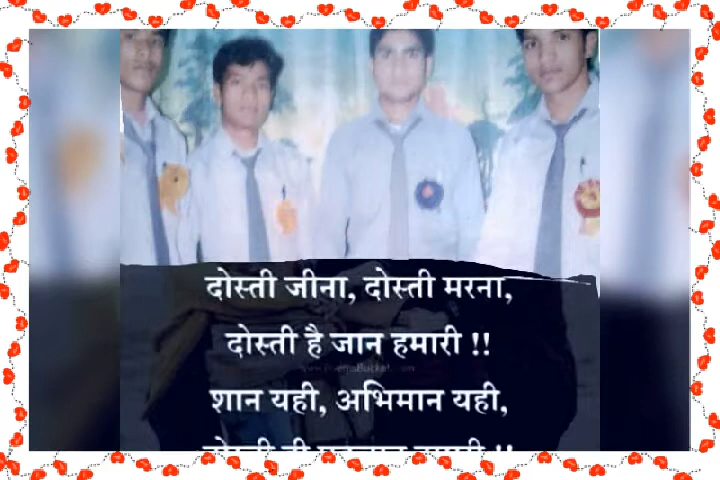 दोस्ती जीना, दोस्ती मरना,
दोस्ती है जान हमारी !!
शान यही, अभिमान यही,